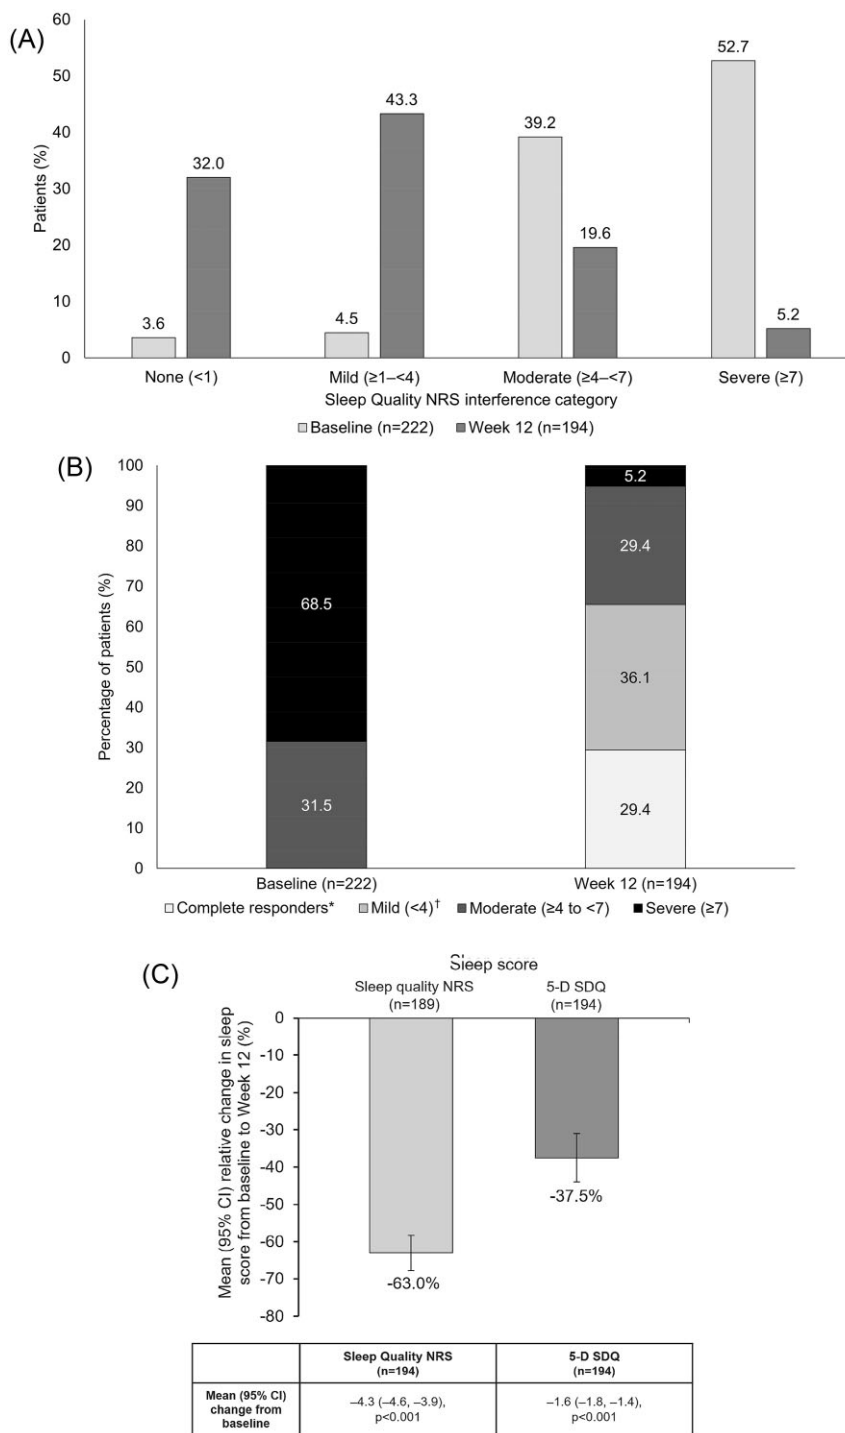 (A)
60
50
40
30
20
10
0
Patients (%)
3.6
32.0
4.5
43.3
39.2
19.6
52.7
5.2
None (<1)
Mild (≥1–<4)
Moderate (≥4–<7)
Severe (≥7)
Sleep Quality NRS interference category
Baseline (n=222)
Week 12 (n=194)
(B)
100
90
80
70
60
50
40
30
20
10
0
Percentage of patients (%)
68.5
31.5
5.2
29.4
36.1
29.4
Baseline (n=222)
Week 12 (n=194)
Complete responders*
Mild (<4)†
Moderate (≥4 to <7)
Severe (≥7)
(C)
Sleep score
Sleep quality NRS
(n=189)
5-D SDQ
(n=194)
0
-10
-20
-30
-40
-50
-60
-70
-80
Mean (95% CI) relative change in sleep
score from baseline to Week 12 (%)
-63.0%
-37.5%
Sleep Quality NRS
(n=194)
5-D SDQ
(n=194)
Mean (95% CI)
change from
baseline
–4.3 (–4.6, –3.9),
p<0.001
–1.6 (–1.8, –1.4),
p<0.001